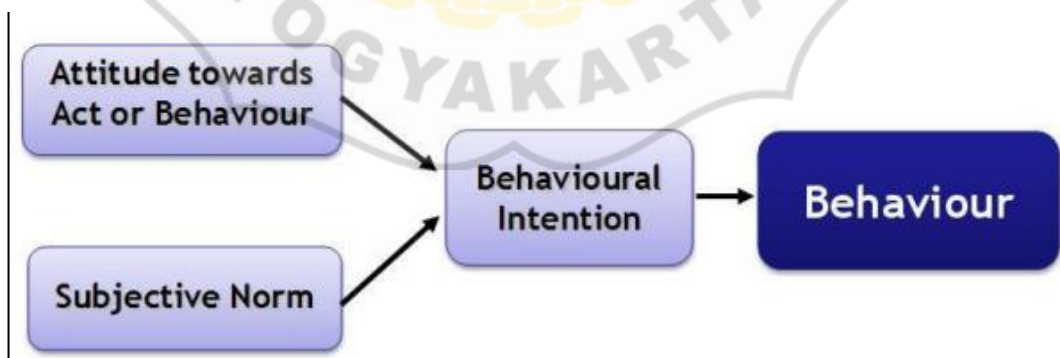 OGYAKART
Attitude towards
Act or Behaviour
Behavioural
Intention
Behaviour
Subjective Norm